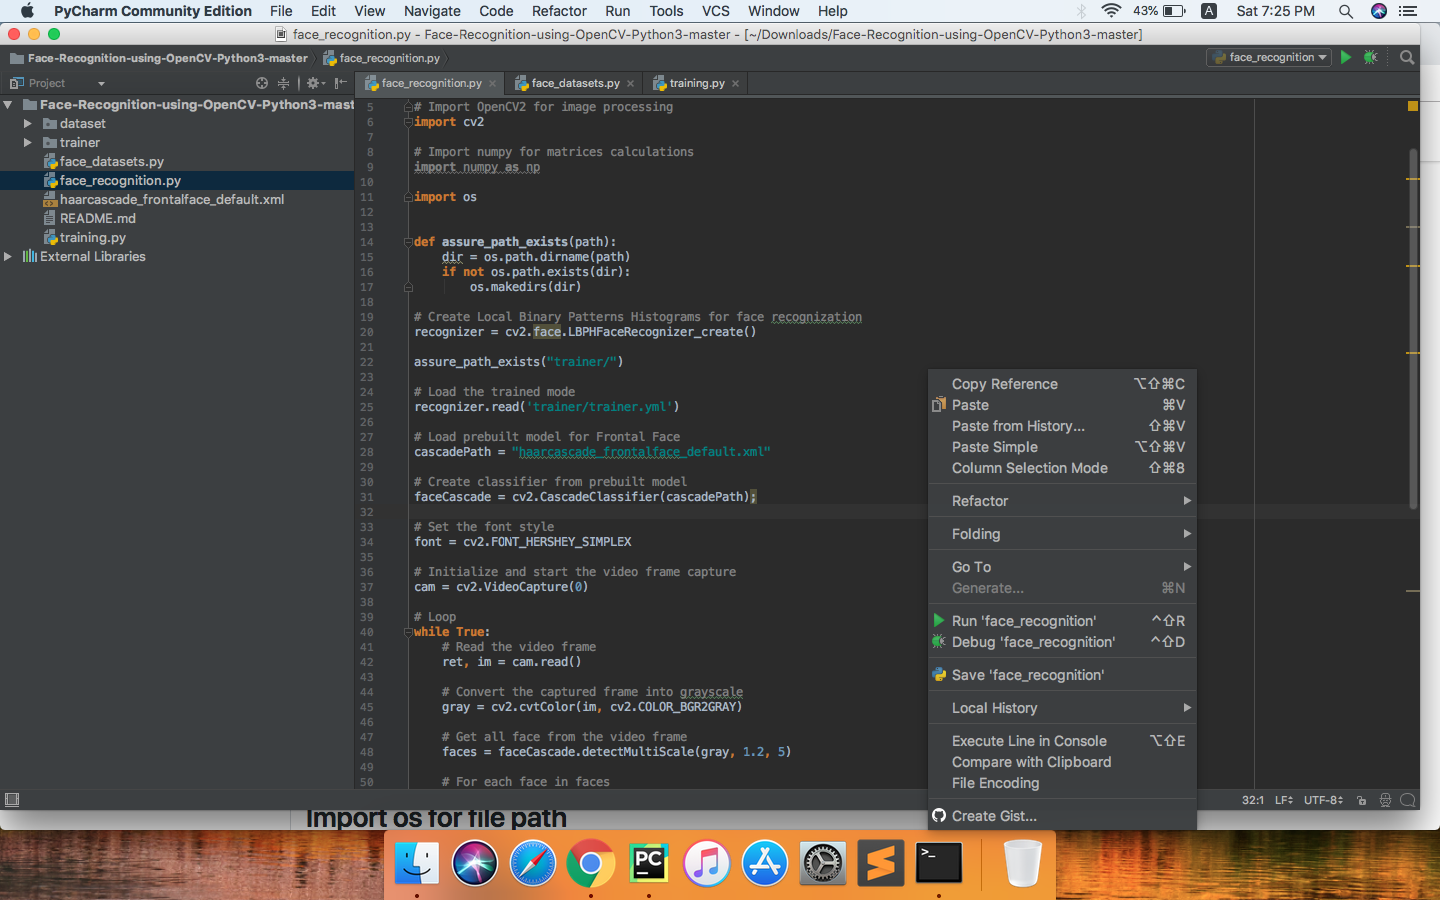 PyCharm Community Edition File Edit View Navigate Code Refactor Run Tools VCS Window Help 43% A Sat 7:25 PM
face_recognition.py - Face-Recognition-using-OpenCV-Python3-master - [~/Downloads/Face-Recognition-using-OpenCV-Python3-master]
Face-Recognition-using-OpenCV-Python3-master face_recognition.py face_recognition
Project face_recognition.py face_datasets.py training.py
Face-Recognition-using-OpenCV-Python3-mast
dataset
trainer
face_datasets.py
face_recognition.py
haarcascade_frontalface_default.xml
README.md
training.py
External Libraries
5 # Import OpenCV2 for image processing
6 import cv2
7
8 # Import numpy for matrices calculations
9 import numpy as np
10
11 import os
12
13
14 def assure_path_exists(path):
15 dir = os.path.dirname(path)
16 if not os.path.exists(dir):
17 os.makedirs(dir)
18
19 # Create Local Binary Patterns Histograms for face recognization
20 recognizer = cv2.face.LBPHFaceRecognizer_create()
21
22 assure_path_exists("trainer/")
23
24 # Load the trained mode
25 recognizer.read('trainer/trainer.yml')
26
27 # Load prebuilt model for Frontal Face
28 cascadePath = "haarcascade_frontalface_default.xml"
29
30 # Create classifier from prebuilt model
31 faceCascade = cv2.CascadeClassifier(cascadePath);
32
33 # Set the font style
34 font = cv2.FONT_HERSHEY_SIMPLEX
35
36 # Initialize and start the video frame capture
37 cam = cv2.VideoCapture(0)
38
39 # Loop
40 while True:
41 # Read the video frame
42 ret, im = cam.read()
43
44 # Convert the captured frame into grayscale
45 gray = cv2.cvtColor(im, cv2.COLOR_BGR2GRAY)
46
47 # Get all face from the video frame
48 faces = faceCascade.detectMultiScale(gray, 1.2, 5)
49
50 # For each face in faces
Copy Reference ⌥⇧⌘C
Paste ⌘V
Paste from History... ⇧⌘V
Paste Simple ⌥⇧⌘V
Column Selection Mode ⇧⌘8
Refactor
Folding
Go To
Generate... ⌘N
Run 'face_recognition' ^⇧R
Debug 'face_recognition' ^⇧D
Save 'face_recognition'
Local History
Execute Line in Console ⌥⇧E
Compare with Clipboard
File Encoding
Create Gist...
32:1 LF UTF-8
Import os for file path
PC
>_